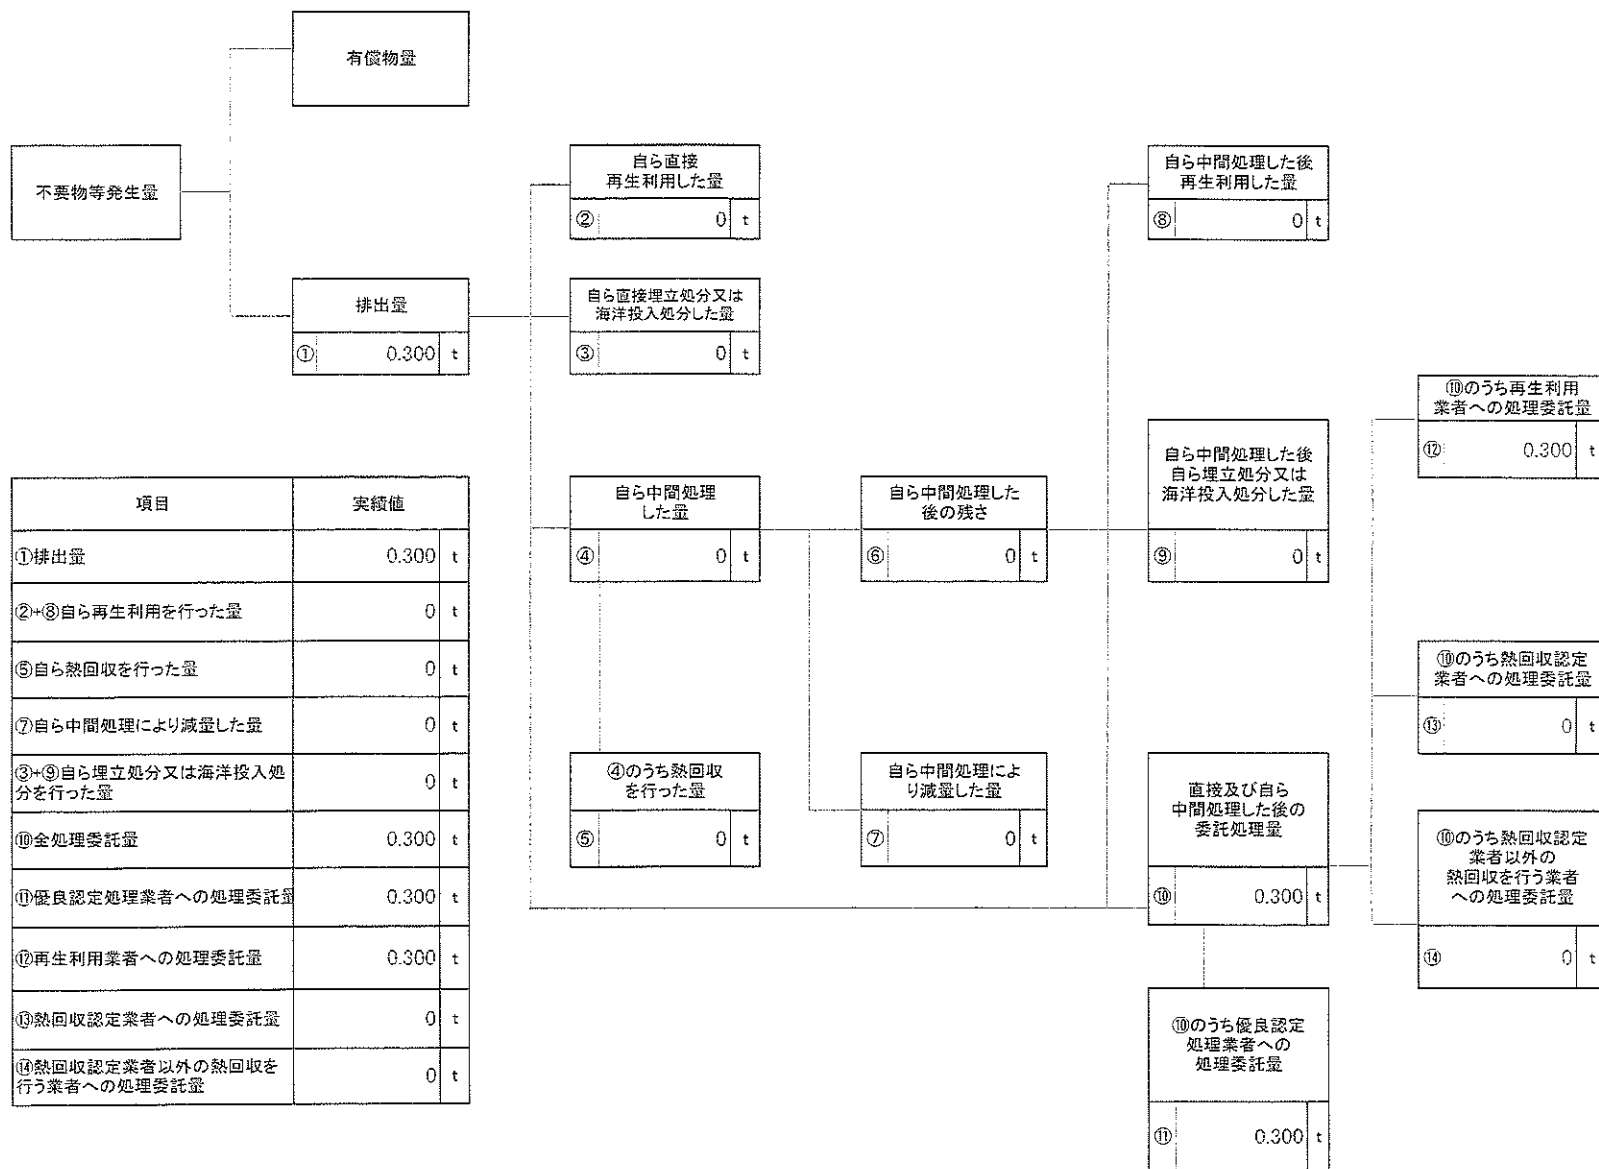 有償物量
不要物等発生量
排出量
① 0.300 t
自ら直接
再生利用した量
② 0 t
自ら直接埋立処分又は
海洋投入処分した量
③ 0 t
自ら中間処理
した量
④ 0 t
④のうち熱回収
を行った量
⑤ 0 t
自ら中間処理した
後の残さ
⑥ 0 t
自ら中間処理によ
り減量した量
⑦ 0 t
自ら中間処理した後
再生利用した量
⑧ 0 t
自ら中間処理した後
自ら埋立処分又は
海洋投入処分した量
⑨ 0 t
直接及び自ら
中間処理した後の
委託処理量
⑩ 0.300 t
⑩のうち優良認定
処理業者への
処理委託量
⑪ 0.300 t
⑩のうち再生利用
業者への処理委託量
⑫ 0.300 t
⑩のうち熱回収認定
業者への処理委託量
⑬ 0 t
⑩のうち熱回収認定
業者以外の
熱回収を行う業者
への処理委託量
⑭ 0 t
項目 実績値
①排出量 0.300 t
②+⑧自ら再生利用を行った量 0 t
⑤自ら熱回収を行った量 0 t
⑦自ら中間処理により減量した量 0 t
③+⑨自ら埋立処分又は海洋投入処
分を行った量 0 t
⑩全処理委託量 0.300 t
⑪優良認定処理業者への処理委託量 0.300 t
⑫再生利用業者への処理委託量 0.300 t
⑬熱回収認定業者への処理委託量 0 t
⑭熱回収認定業者以外の熱回収を
行う業者への処理委託量 0 t